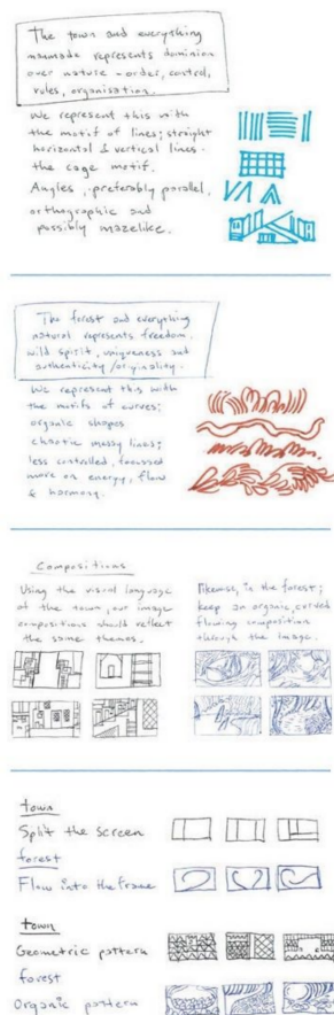 The town and everything
manmade represents dominion
over nature - order, control,
rules, organisation.
We represent this with
the motif of lines; straight
horizontal & vertical lines.
the cage motif.
Angles, preferably parallel,
orthographic and
possibly mazelike.
The forest and everything
natural represents freedom.
wild spirit, uniqueness and
authenticity/originality.
We represent this with
the motifs of curves;
organic shapes
chaotic messy lines;
less controlled, focussed
more on energy, flow
& harmony.
Compositions
Using the visual language
of the town, our image
compositions should reflect
the same themes.
likewise, in the forest;
keep an organic, curved
flowing composition
through the image.
town
Split the screen
forest
Flow into the frame
town
Geometric pattern
forest
Organic pattern